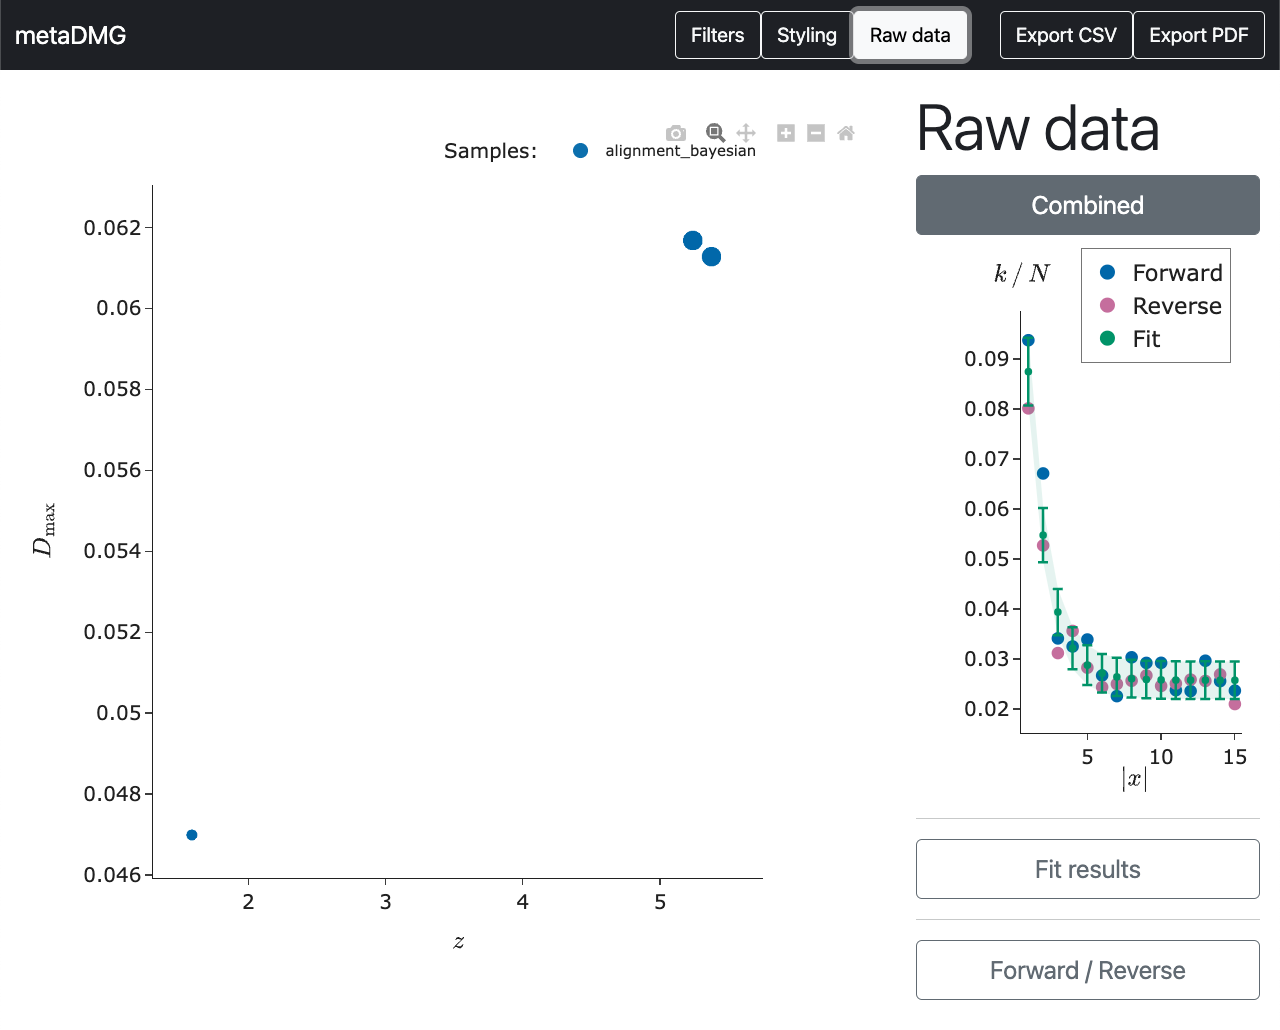 metaDMG
Filters
Styling
Raw data
Export CSV
Export PDF
Samples:
alignment_bayesian
0.062
0.06
0.058
0.056
0.054
0.052
0.05
0.048
0.046
D_max
2
3
4
5
z
Raw data
Combined
k / N
Forward
Reverse
Fit
0.09
0.08
0.07
0.06
0.05
0.04
0.03
0.02
5
10
15
|x|
Fit results
Forward / Reverse